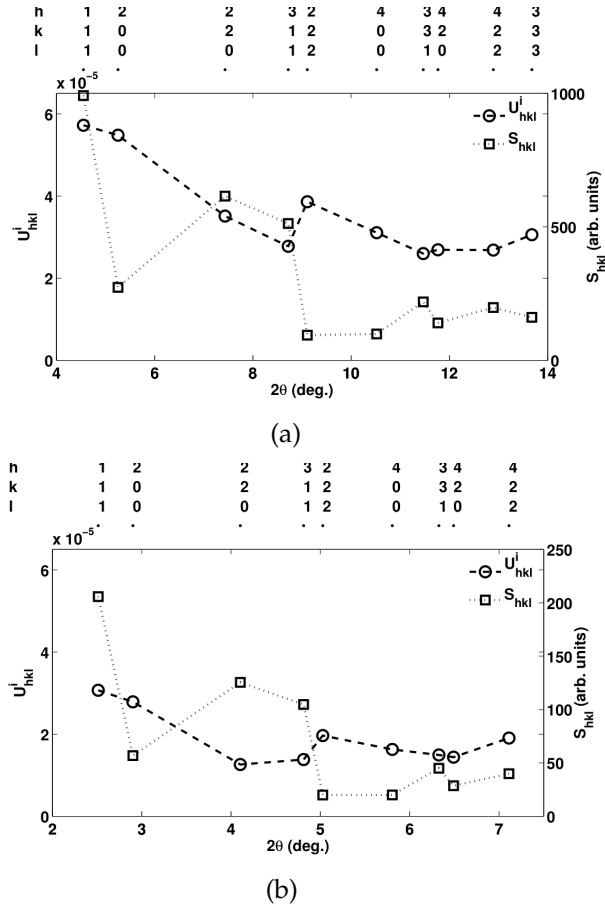 h 1 2 2 3 2 4 3 4 4 3
k 1 0 2 1 2 0 3 2 2 3
l 1 0 0 1 2 0 1 0 2 3
x 10⁻⁵
6
4
2
0
U^i_hkl
1000
500
0
S_hkl (arb. units)
U^i_hkl
S_hkl
4 6 8 10 12 14
2θ (deg.)
(a)
h 1 2 2 3 2 4 3 4 4
k 1 0 2 1 2 0 3 2 2
l 1 0 0 1 2 0 1 0 2
x 10⁻⁵
6
4
2
0
U^i_hkl
250
200
150
100
50
0
S_hkl (arb. units)
U^i_hkl
S_hkl
2 3 4 5 6 7
2θ (deg.)
(b)